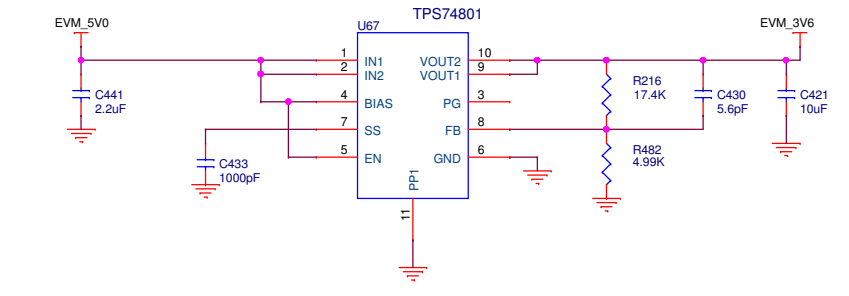 TPS74801
EVM_5V0
U67
EVM_3V6
1
IN1
VOUT2
10
2
IN2
VOUT1
9
R216
17.4K
C441
2.2uF
4
BIAS
PG
3
C430
5.6pF
C421
10uF
7
SS
FB
8
R482
4.99K
5
EN
GND
6
C433
1000pF
PP1
11